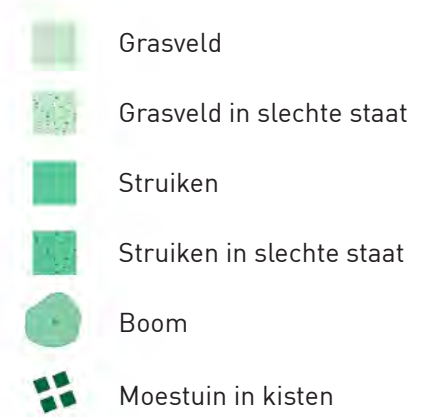 Grasveld
Grasveld in slechte staat
Struiken
Struiken in slechte staat
Boom
Moestuin in kisten